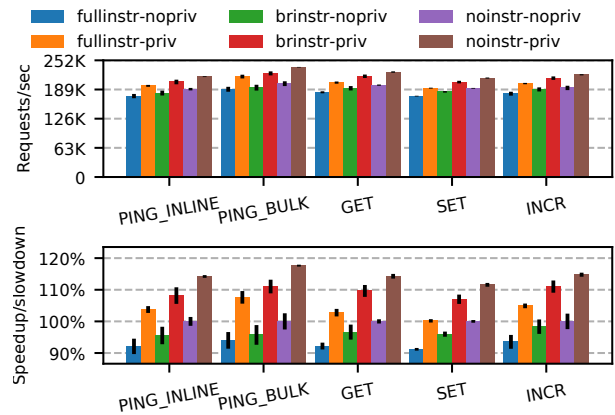 fullinstr-nopriv brinstr-nopriv noinstr-nopriv
fullinstr-priv brinstr-priv noinstr-priv
Requests/sec
252K
189K
126K
63K
0
PING_INLINE PING_BULK GET SET INCR
Speedup/slowdown
120%
110%
100%
90%
PING_INLINE PING_BULK GET SET INCR